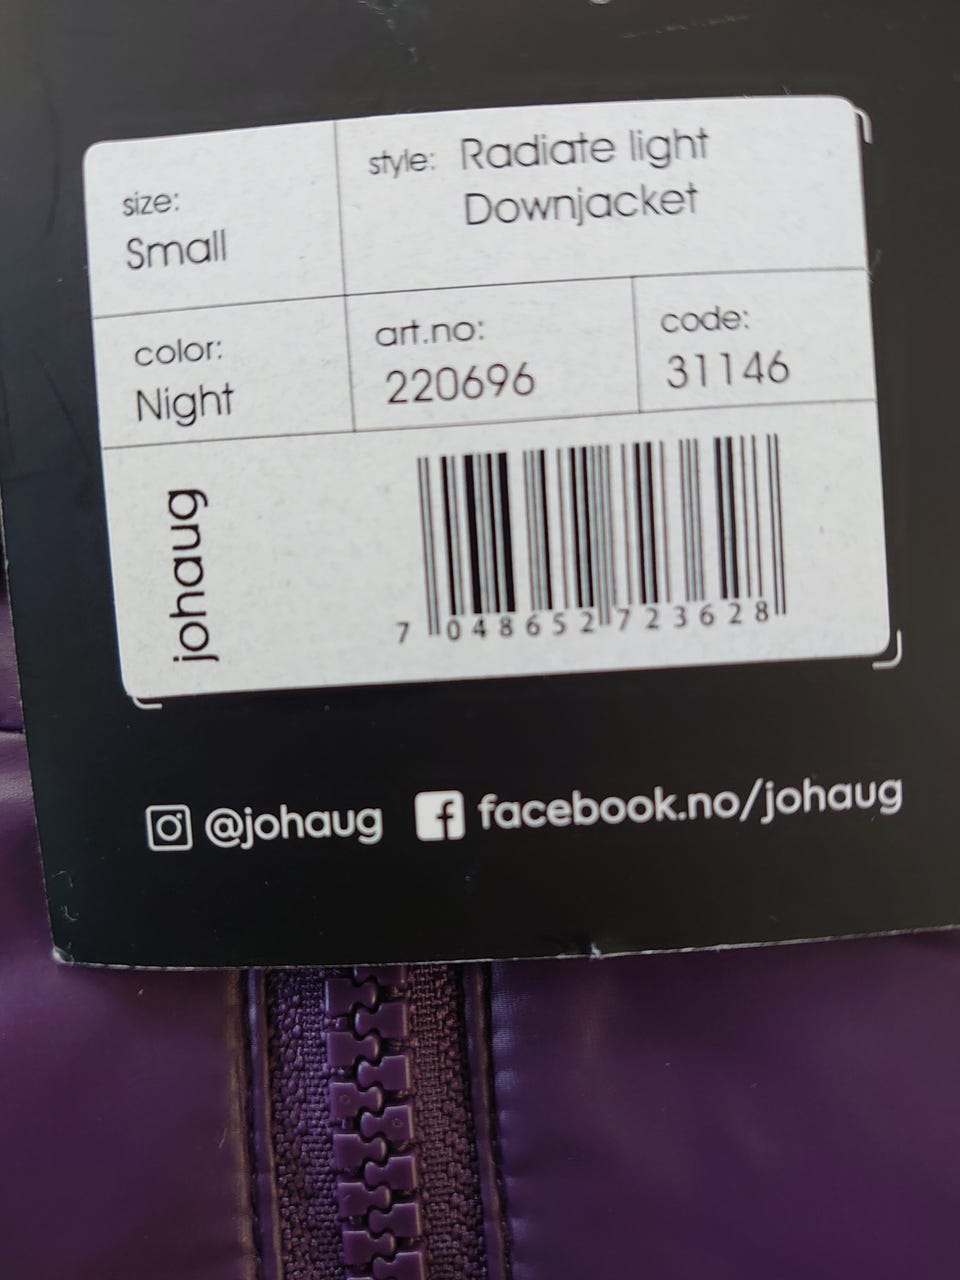 size:
Small
style: Radiate light
Downjacket
color:
Night
art.no:
220696
code:
31146
johaug
7 048652 723628
@johaug
facebook.no/johaug